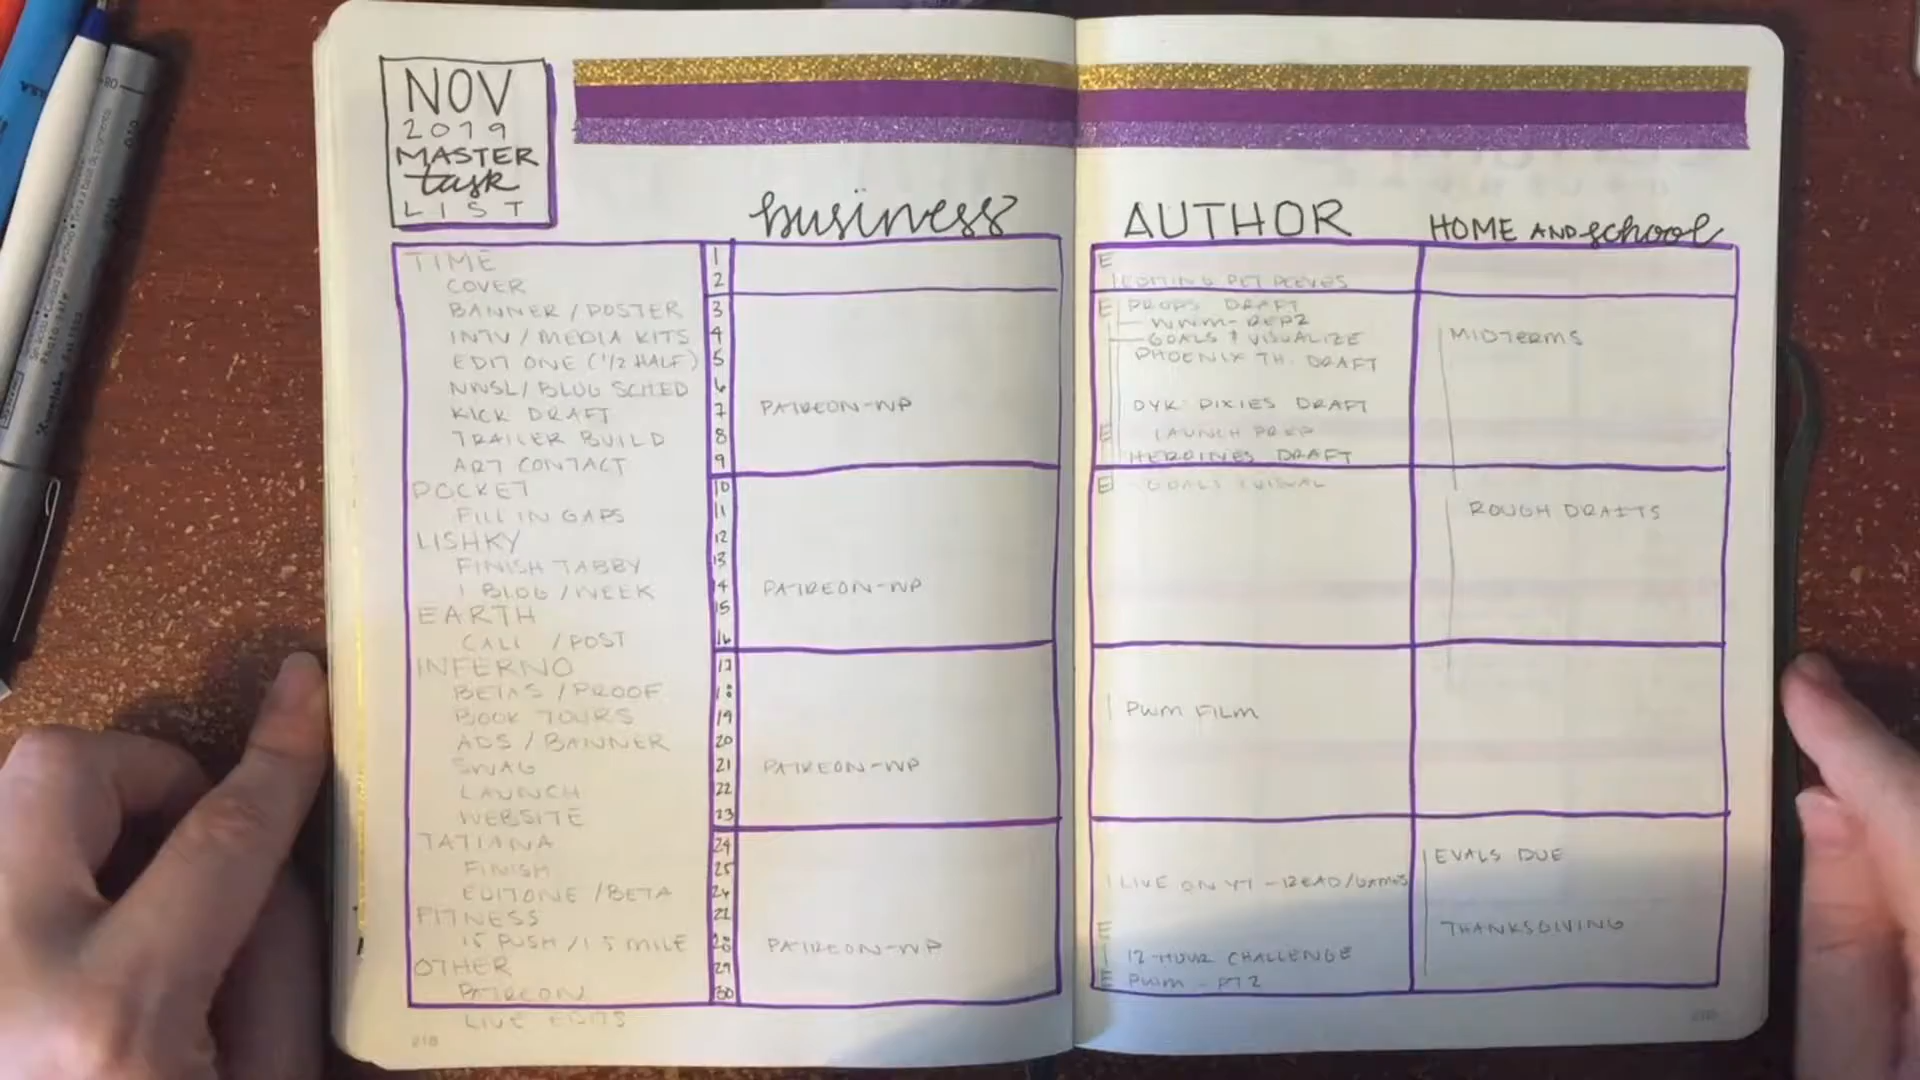 NOV
2019
MASTER
task
LIST
business
AUTHOR
HOME AND school
TIME
COVER
BANNER / POSTER
INTV / MEDIA KITS
EDIT ONE (1/2 HALF)
NWSL / BLOG SCHED
KICK DRAFT
TRAILER BUILD
ART CONTACT
POCKET
FILL IN GAPS
LISHKY
FINISH TABBY
1 BLOG / WEEK
EARTH
CALL / POST
INFERNO
BETAS / PROOF
BOOK TOURS
ADS / BANNER
SWAG
LAUNCH
WEBSITE
TATIANA
FINISH
EDIT ONE / BETA
FITNESS
15 PUSH / 1.5 MILE
OTHER
PATREON
LIVE EDITS
218
1
2
3
4
5
6
7
8
9
10
11
12
13
14
15
16
17
18
19
20
21
22
23
24
25
26
27
28
29
30
PATREON-WP
PATREON-WP
PATREON-WP
PATREON-WP
E
EDITING PET PEEVES
E PROPS DRAFT
WWM - DEP2
GOALS & VISUALIZE
PHOENIX TH. DRAFT
DYK PIXIES DRAFT
E LAUNCH PREP
HEROINES DRAFT
E GOALS & VISUAL
PWM FILM
LIVE ON YT - READ/GAMES
E
12-HOUR CHALLENGE
E PWM - PT 2
MIDTERMS
ROUGH DRAFTS
EVALS DUE
THANKSGIVING